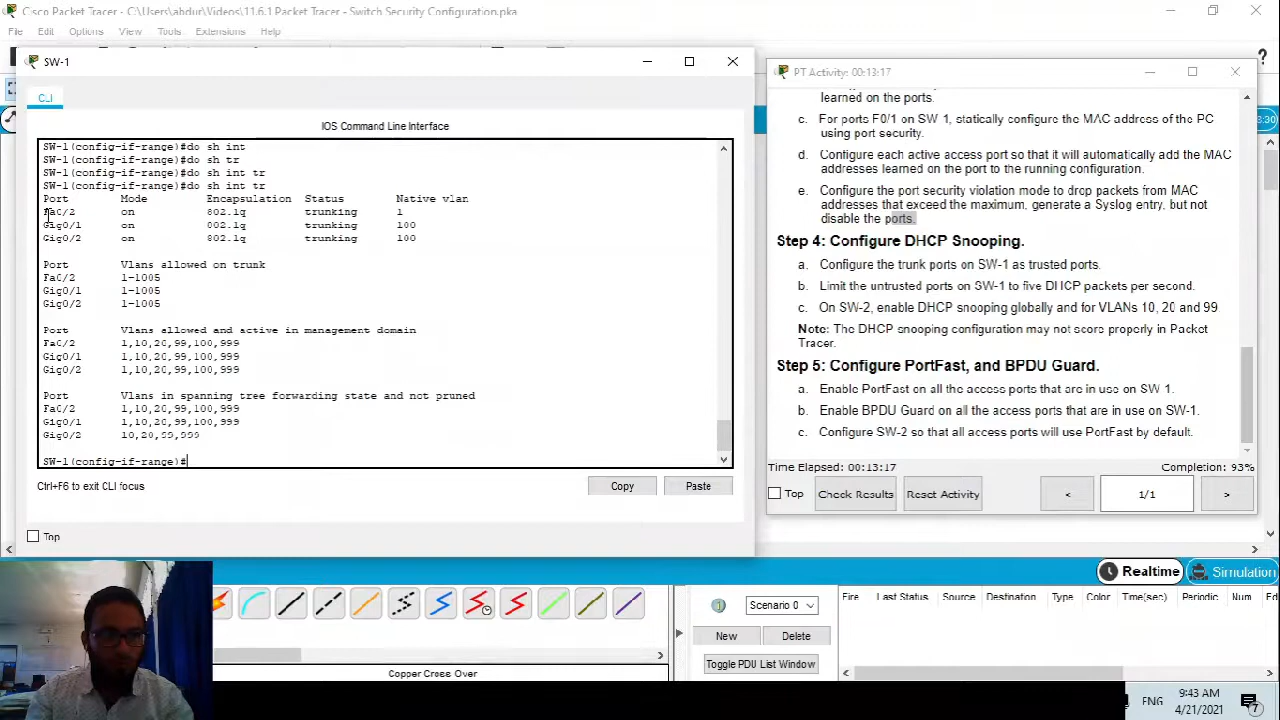 Cisco Packet Tracer - C:\Users\abdur\Videos\11.6.1 Packet Tracer - Switch Security Configuration.pka
File Edit Options View Tools Extensions Help
SW-1
CLI
IOS Command Line Interface
SW-1(config-if-range)#do sh int
SW-1(config-if-range)#do sh tr
SW-1(config-if-range)#do sh int tr
SW-1(config-if-range)#do sh int tr
Port Mode Encapsulation Status Native vlan
Fa0/2 on 802.1q trunking 1
Gig0/1 on 802.1q trunking 100
Gig0/2 on 802.1q trunking 100
Port Vlans allowed on trunk
Fa0/2 1-1005
Gig0/1 1-1005
Gig0/2 1-1005
Port Vlans allowed and active in management domain
Fa0/2 1,10,20,99,100,999
Gig0/1 1,10,20,99,100,999
Gig0/2 1,10,20,99,100,999
Port Vlans in spanning tree forwarding state and not pruned
Fa0/2 1,10,20,99,100,999
Gig0/1 1,10,20,99,100,999
Gig0/2 10,20,99,999
SW-1(config-if-range)#
Ctrl+F6 to exit CLI focus
Copy
Paste
Top
PT Activity: 00:13:17
learned on the ports.
c. For ports F0/1 on SW-1, statically configure the MAC address of the PC
using port security.
d. Configure each active access port so that it will automatically add the MAC
addresses learned on the port to the running configuration.
e. Configure the port security violation mode to drop packets from MAC
addresses that exceed the maximum, generate a Syslog entry, but not
disable the ports.
Step 4: Configure DHCP Snooping.
a. Configure the trunk ports on SW-1 as trusted ports.
b. Limit the untrusted ports on SW-1 to five DHCP packets per second.
c. On SW-2, enable DHCP snooping globally and for VLANs 10, 20 and 99.
Note: The DHCP snooping configuration may not score properly in Packet
Tracer.
Step 5: Configure PortFast, and BPDU Guard.
a. Enable PortFast on all the access ports that are in use on SW-1.
b. Enable BPDU Guard on all the access ports that are in use on SW-1.
c. Configure SW-2 so that all access ports will use PortFast by default.
Time Elapsed: 00:13:17 Completion: 93%
Top
Check Results
Reset Activity
<
1/1
>
Realtime
Simulation
Scenario 0
New
Delete
Toggle PDU List Window
Fire Last Status Source Destination Type Color Time(sec) Periodic Num Ed
Copper Cross Over
ENG
9:43 AM
4/21/2021
7